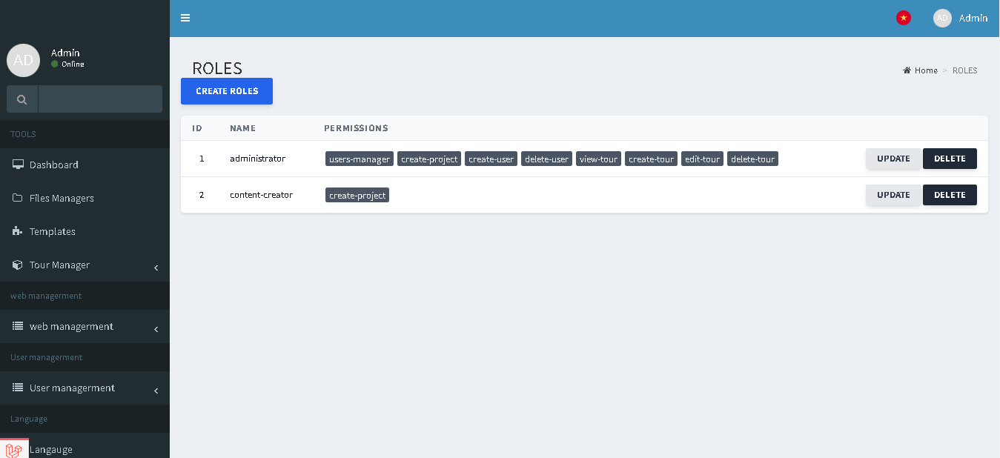 AD Admin
AD
Admin
Online
ROLES
Home > ROLES
CREATE ROLES
TOOLS
Dashboard
Files Managers
Templates
Tour Manager
web managerment
web managerment
User managerment
User managerment
Language
Langauge
ID NAME PERMISSIONS
1 administrator users-manager create-project create-user delete-user view-tour create-tour edit-tour delete-tour UPDATE DELETE
2 content-creator create-project UPDATE DELETE